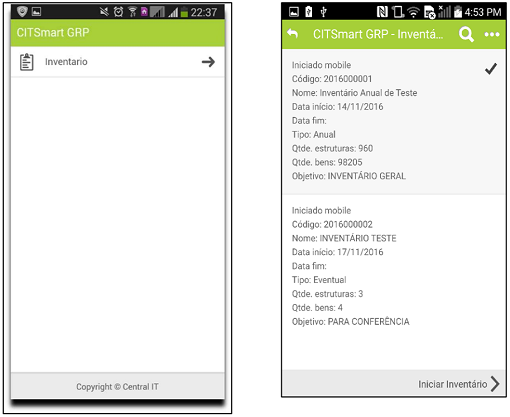 22:37
CITSmart GRP
Inventario
Copyright © Central IT
4:53 PM
CITSmart GRP - Inventá...
Iniciado mobile
Código: 2016000001
Nome: Inventário Anual de Teste
Data início: 14/11/2016
Data fim:
Tipo: Anual
Qtde. estruturas: 960
Qtde. bens: 98205
Objetivo: INVENTÁRIO GERAL
Iniciado mobile
Código: 2016000002
Nome: INVENTÁRIO TESTE
Data início: 17/11/2016
Data fim:
Tipo: Eventual
Qtde. estruturas: 3
Qtde. bens: 4
Objetivo: PARA CONFERÊNCIA
Iniciar Inventário